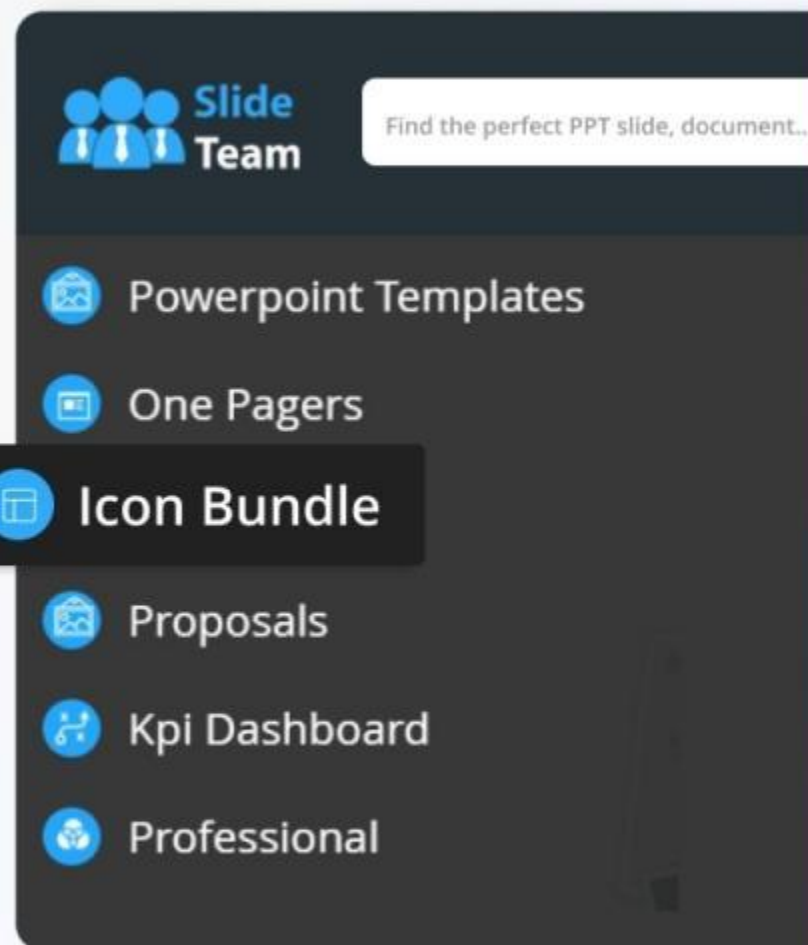 Slide
Team
Find the perfect PPT slide, document..
Powerpoint Templates
One Pagers
Icon Bundle
Proposals
Kpi Dashboard
Professional